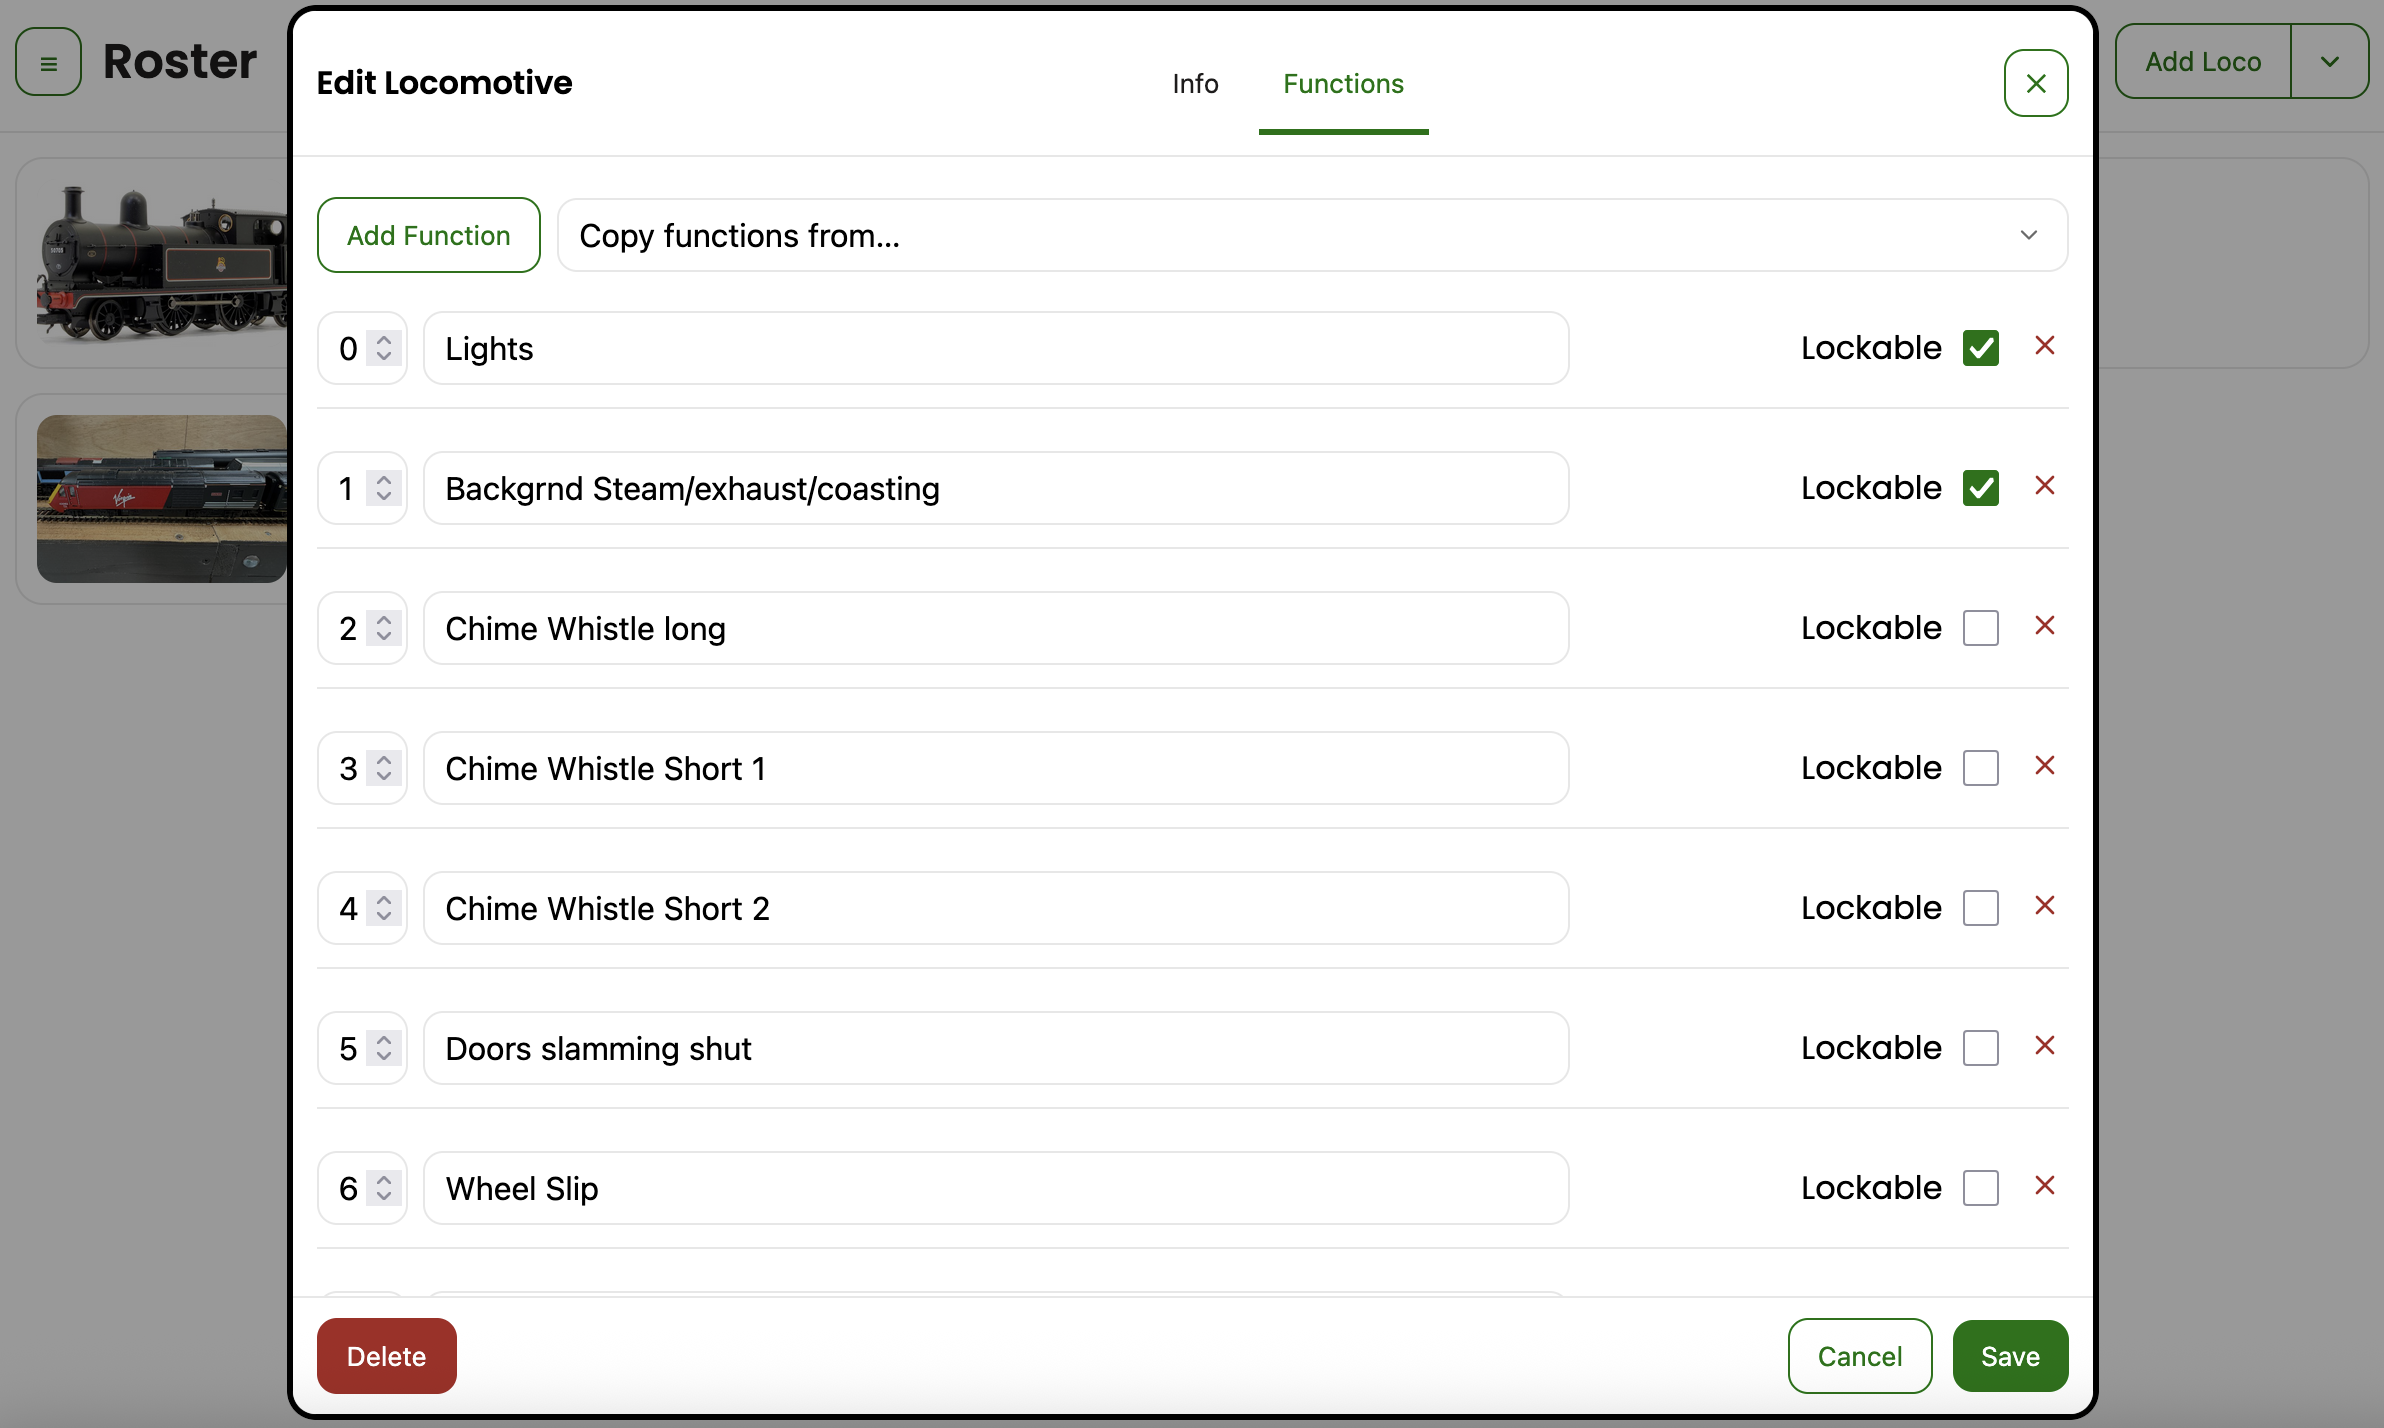 Roster
Edit Locomotive
Info
Functions
Add Loco
Add Function
Copy functions from...
0
Lights
Lockable
1
Backgrnd Steam/exhaust/coasting
Lockable
2
Chime Whistle long
Lockable
3
Chime Whistle Short 1
Lockable
4
Chime Whistle Short 2
Lockable
5
Doors slamming shut
Lockable
6
Wheel Slip
Lockable
Delete
Cancel
Save
Virgin